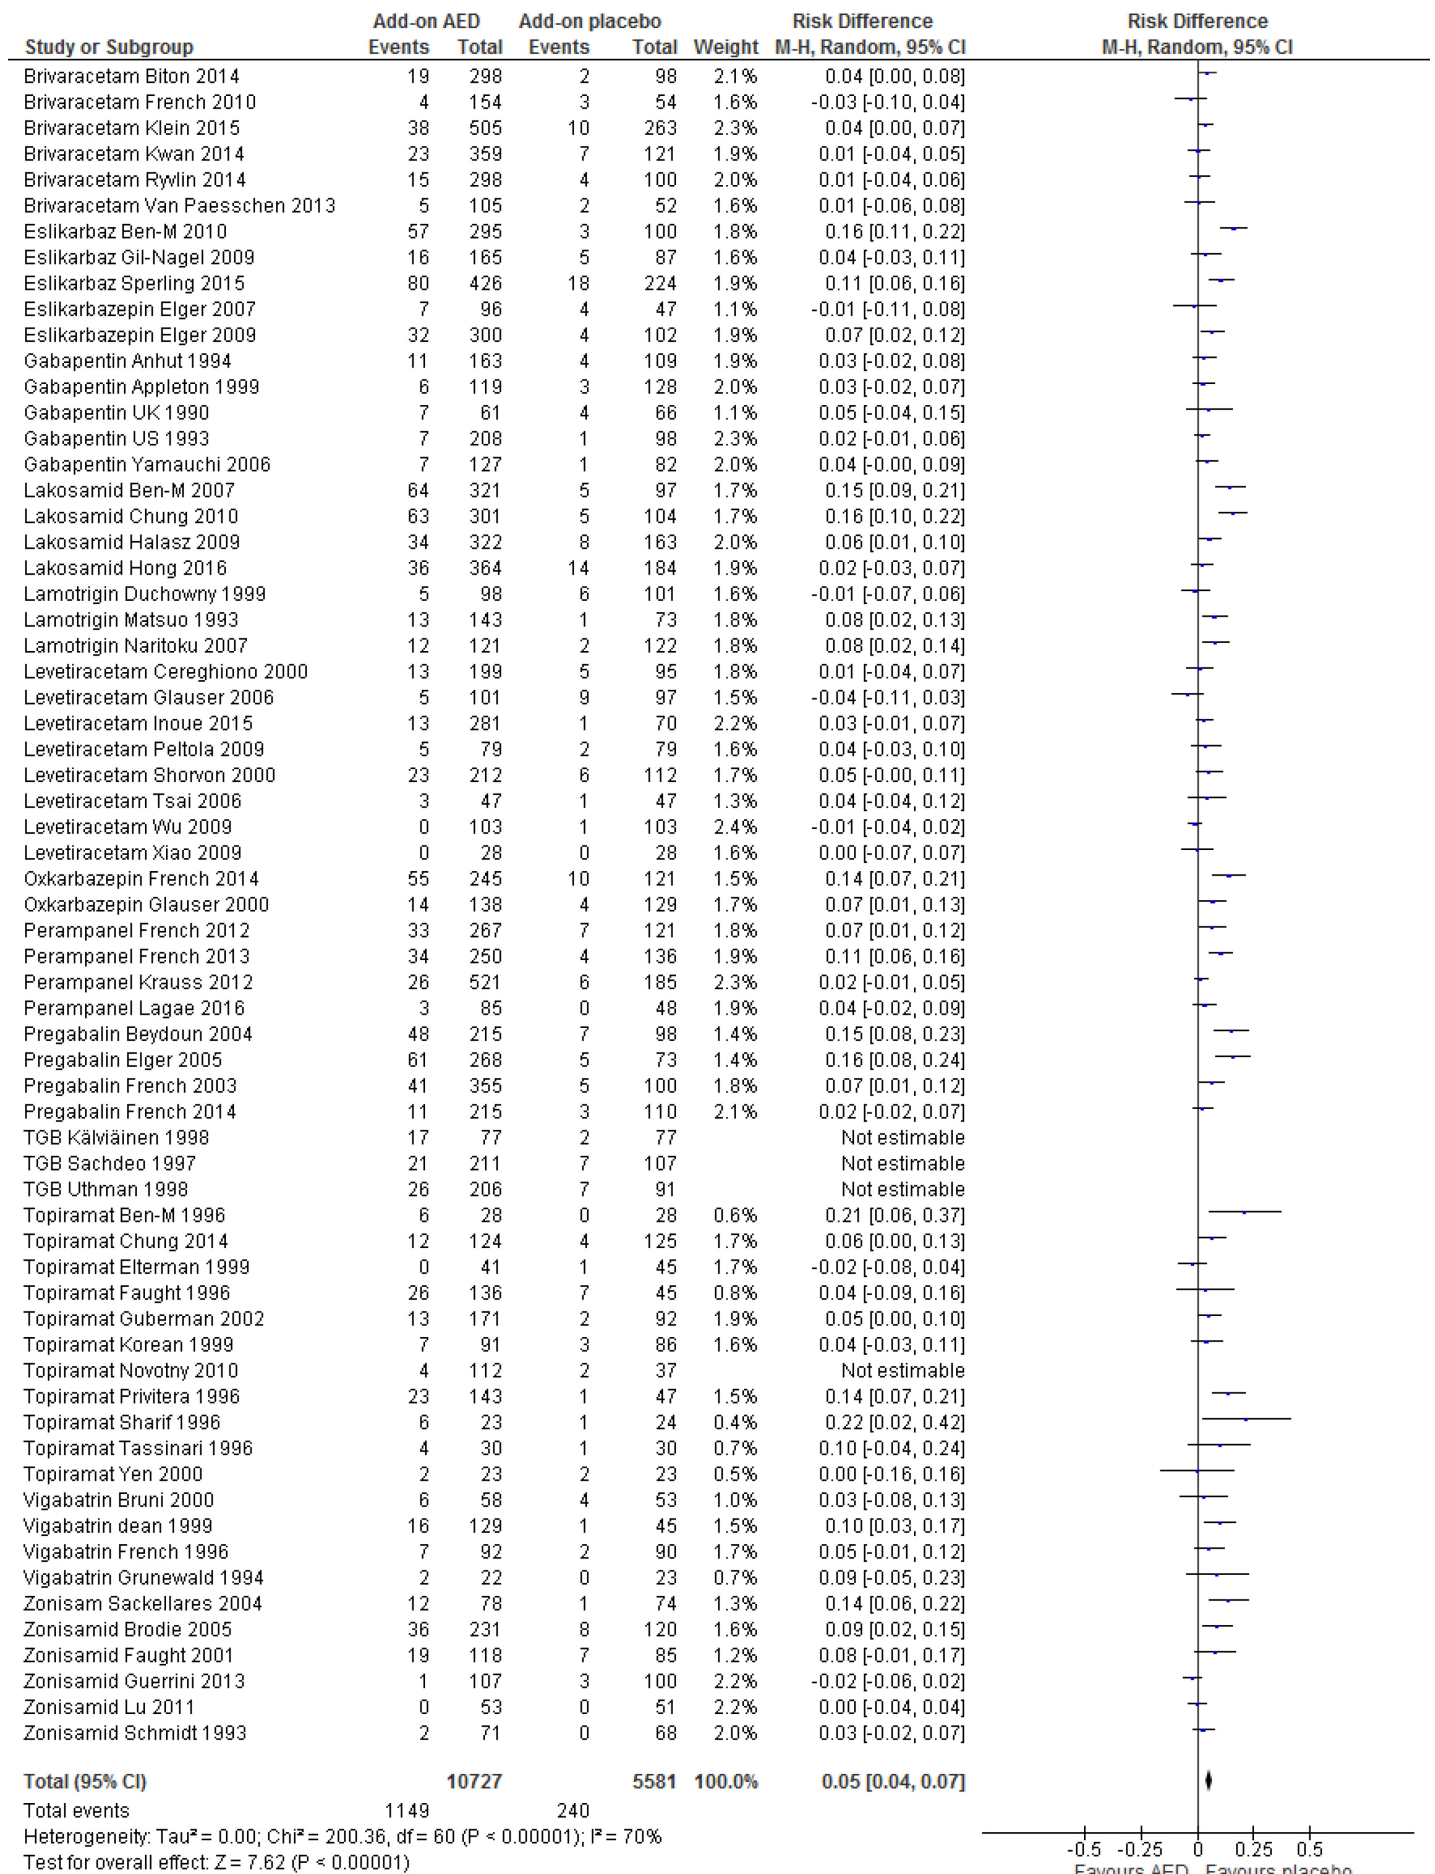 Add-on AED Add-on placebo Risk Difference Risk Difference
Study or Subgroup Events Total Events Total Weight M-H, Random, 95% CI M-H, Random, 95% CI
Brivaracetam Biton 2014 19 298 2 98 2.1% 0.04 [0.00, 0.08]
Brivaracetam French 2010 4 154 3 54 1.6% -0.03 [-0.10, 0.04]
Brivaracetam Klein 2015 38 505 10 263 2.3% 0.04 [0.00, 0.07]
Brivaracetam Kwan 2014 23 359 7 121 1.9% 0.01 [-0.04, 0.05]
Brivaracetam Ryvlin 2014 15 298 4 100 2.0% 0.01 [-0.04, 0.06]
Brivaracetam Van Paesschen 2013 5 105 2 52 1.6% 0.01 [-0.06, 0.08]
Eslikarbaz Ben-M 2010 57 295 3 100 1.8% 0.16 [0.11, 0.22]
Eslikarbaz Gil-Nagel 2009 16 165 5 87 1.6% 0.04 [-0.03, 0.11]
Eslikarbaz Sperling 2015 80 426 18 224 1.9% 0.11 [0.06, 0.16]
Eslikarbazepin Elger 2007 7 96 4 47 1.1% -0.01 [-0.11, 0.08]
Eslikarbazepin Elger 2009 32 300 4 102 1.9% 0.07 [0.02, 0.12]
Gabapentin Anhut 1994 11 163 4 109 1.9% 0.03 [-0.02, 0.08]
Gabapentin Appleton 1999 6 119 3 128 2.0% 0.03 [-0.02, 0.07]
Gabapentin UK 1990 7 61 4 66 1.1% 0.05 [-0.04, 0.15]
Gabapentin US 1993 7 208 1 98 2.3% 0.02 [-0.01, 0.06]
Gabapentin Yamauchi 2006 7 127 1 82 2.0% 0.04 [-0.00, 0.09]
Lakosamid Ben-M 2007 64 321 5 97 1.7% 0.15 [0.09, 0.21]
Lakosamid Chung 2010 63 301 5 104 1.7% 0.16 [0.10, 0.22]
Lakosamid Halasz 2009 34 322 8 163 2.0% 0.06 [0.01, 0.10]
Lakosamid Hong 2016 36 364 14 184 1.9% 0.02 [-0.03, 0.07]
Lamotrigin Duchowny 1999 5 98 6 101 1.6% -0.01 [-0.07, 0.06]
Lamotrigin Matsuo 1993 13 143 1 73 1.8% 0.08 [0.02, 0.13]
Lamotrigin Naritoku 2007 12 121 2 122 1.8% 0.08 [0.02, 0.14]
Levetiracetam Cereghiono 2000 13 199 5 95 1.8% 0.01 [-0.04, 0.07]
Levetiracetam Glauser 2006 5 101 9 97 1.5% -0.04 [-0.11, 0.03]
Levetiracetam Inoue 2015 13 281 1 70 2.2% 0.03 [-0.01, 0.07]
Levetiracetam Peltola 2009 5 79 2 79 1.6% 0.04 [-0.03, 0.10]
Levetiracetam Shorvon 2000 23 212 6 112 1.7% 0.05 [-0.00, 0.11]
Levetiracetam Tsai 2006 3 47 1 47 1.3% 0.04 [-0.04, 0.12]
Levetiracetam Wu 2009 0 103 1 103 2.4% -0.01 [-0.04, 0.02]
Levetiracetam Xiao 2009 0 28 0 28 1.6% 0.00 [-0.07, 0.07]
Oxkarbazepin French 2014 55 245 10 121 1.5% 0.14 [0.07, 0.21]
Oxkarbazepin Glauser 2000 14 138 4 129 1.7% 0.07 [0.01, 0.13]
Perampanel French 2012 33 267 7 121 1.8% 0.07 [0.01, 0.12]
Perampanel French 2013 34 250 4 136 1.9% 0.11 [0.06, 0.16]
Perampanel Krauss 2012 26 521 6 185 2.3% 0.02 [-0.01, 0.05]
Perampanel Lagae 2016 3 85 0 48 1.9% 0.04 [-0.02, 0.09]
Pregabalin Beydoun 2004 48 215 7 98 1.4% 0.15 [0.08, 0.23]
Pregabalin Elger 2005 61 268 5 73 1.4% 0.16 [0.08, 0.24]
Pregabalin French 2003 41 355 5 100 1.8% 0.07 [0.01, 0.12]
Pregabalin French 2014 11 215 3 110 2.1% 0.02 [-0.02, 0.07]
TGB Kälviäinen 1998 17 77 2 77 Not estimable
TGB Sachdeo 1997 21 211 7 107 Not estimable
TGB Uthman 1998 26 206 7 91 Not estimable
Topiramat Ben-M 1996 6 28 0 28 0.6% 0.21 [0.06, 0.37]
Topiramat Chung 2014 12 124 4 125 1.7% 0.06 [0.00, 0.13]
Topiramat Elterman 1999 0 41 1 45 1.7% -0.02 [-0.08, 0.04]
Topiramat Faught 1996 26 136 7 45 0.8% 0.04 [-0.09, 0.16]
Topiramat Guberman 2002 13 171 2 92 1.9% 0.05 [0.00, 0.10]
Topiramat Korean 1999 7 91 3 86 1.6% 0.04 [-0.03, 0.11]
Topiramat Novotny 2010 4 112 2 37 Not estimable
Topiramat Privitera 1996 23 143 1 47 1.5% 0.14 [0.07, 0.21]
Topiramat Sharif 1996 6 23 1 24 0.4% 0.22 [0.02, 0.42]
Topiramat Tassinari 1996 4 30 1 30 0.7% 0.10 [-0.04, 0.24]
Topiramat Yen 2000 2 23 2 23 0.5% 0.00 [-0.16, 0.16]
Vigabatrin Bruni 2000 6 58 4 53 1.0% 0.03 [-0.08, 0.13]
Vigabatrin dean 1999 16 129 1 45 1.5% 0.10 [0.03, 0.17]
Vigabatrin French 1996 7 92 2 90 1.7% 0.05 [-0.01, 0.12]
Vigabatrin Grunewald 1994 2 22 0 23 0.7% 0.09 [-0.05, 0.23]
Zonisam Sackellares 2004 12 78 1 74 1.3% 0.14 [0.06, 0.22]
Zonisamid Brodie 2005 36 231 8 120 1.6% 0.09 [0.02, 0.15]
Zonisamid Faught 2001 19 118 7 85 1.2% 0.08 [-0.01, 0.17]
Zonisamid Guerrini 2013 1 107 3 100 2.2% -0.02 [-0.06, 0.02]
Zonisamid Lu 2011 0 53 0 51 2.2% 0.00 [-0.04, 0.04]
Zonisamid Schmidt 1993 2 71 0 68 2.0% 0.03 [-0.02, 0.07]
Total (95% CI) 10727 5581 100.0% 0.05 [0.04, 0.07]
Total events 1149 240
Heterogeneity: Tau² = 0.00; Chi² = 200.36, df = 60 (P < 0.00001); I² = 70%
Test for overall effect: Z = 7.62 (P < 0.00001)
-0.5 -0.25 0 0.25 0.5
Favours AED Favours placebo